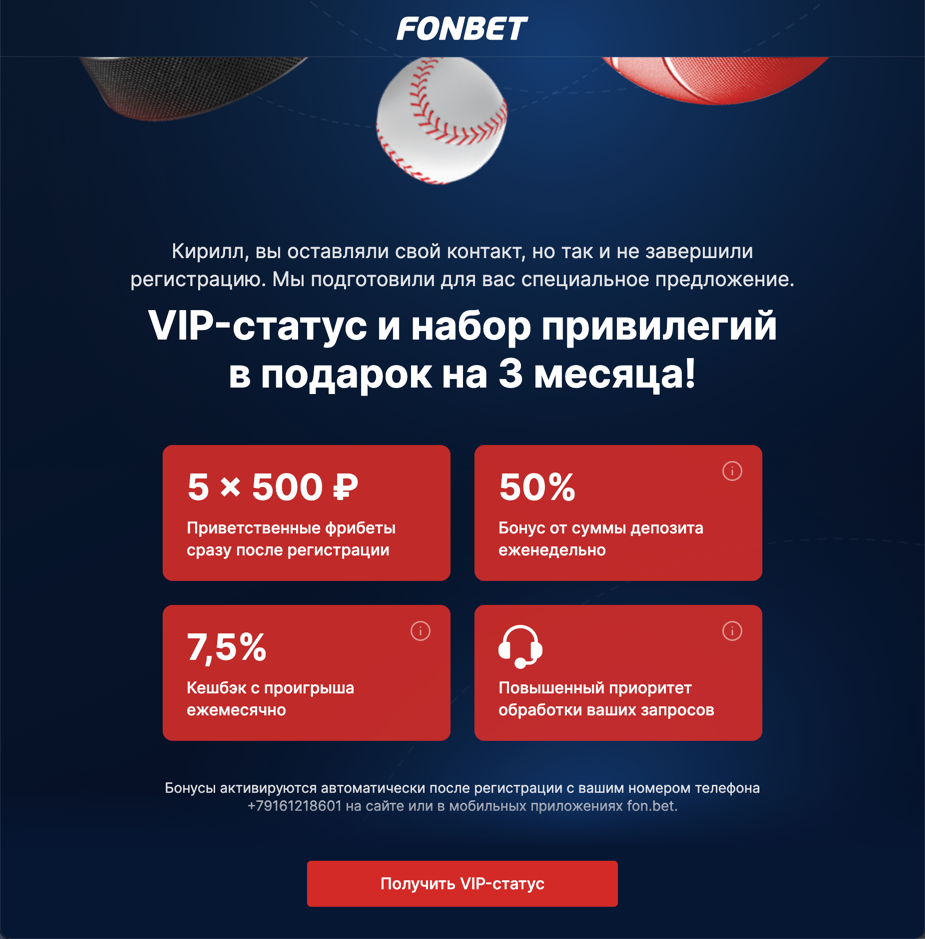 FONBET
Кирилл, вы оставляли свой контакт, но так и не завершили
регистрацию. Мы подготовили для вас специальное предложение.
VIP-статус и набор привилегий
в подарок на 3 месяца!
5 × 500 ₽
Приветственные фрибеты
сразу после регистрации
50%
Бонус от суммы депозита
еженедельно
7,5%
Кешбэк с проигрыша
ежемесячно
Повышенный приоритет
обработки ваших запросов
Бонусы активируются автоматически после регистрации с вашим номером телефона
+79161218601 на сайте или в мобильных приложениях fon.bet.
Получить VIP-статус